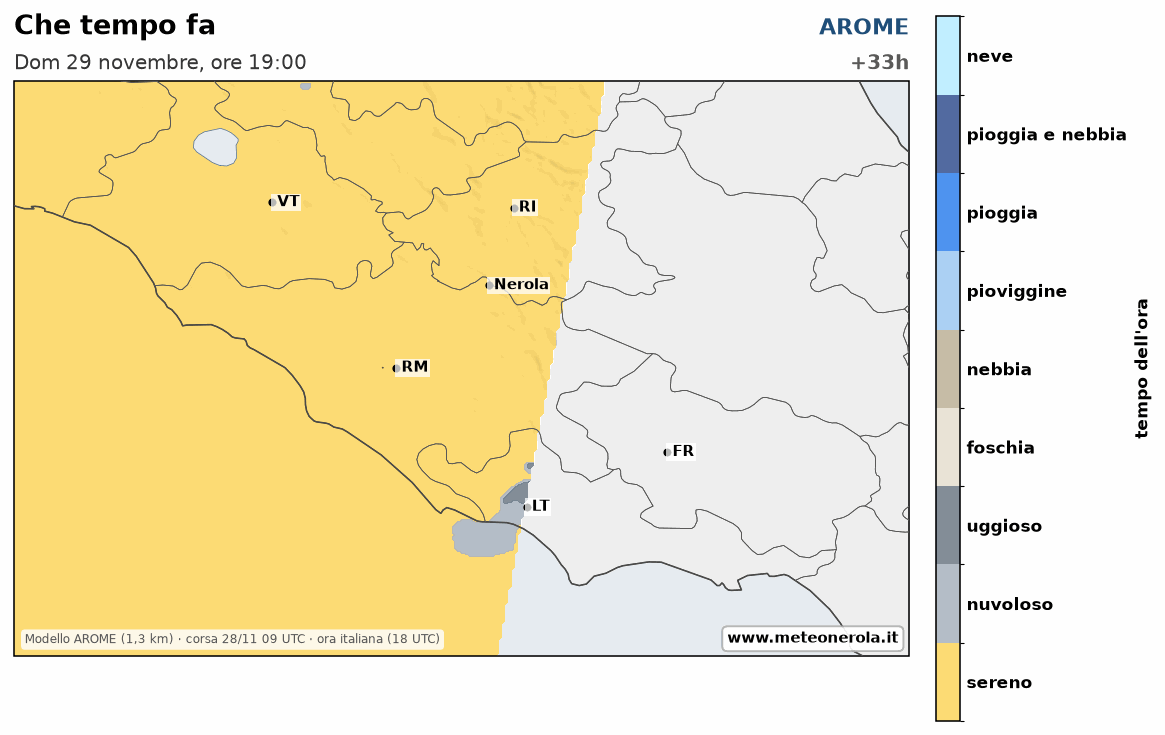 Che tempo fa
AROME
Dom 29 novembre, ore 19:00
+33h
VT
RI
Nerola
RM
FR
LT
Modello AROME (1,3 km) · corsa 28/11 09 UTC · ora italiana (18 UTC)
www.meteonerola.it
neve
pioggia e nebbia
pioggia
pioviggine
nebbia
foschia
uggioso
nuvoloso
sereno
tempo dell'ora